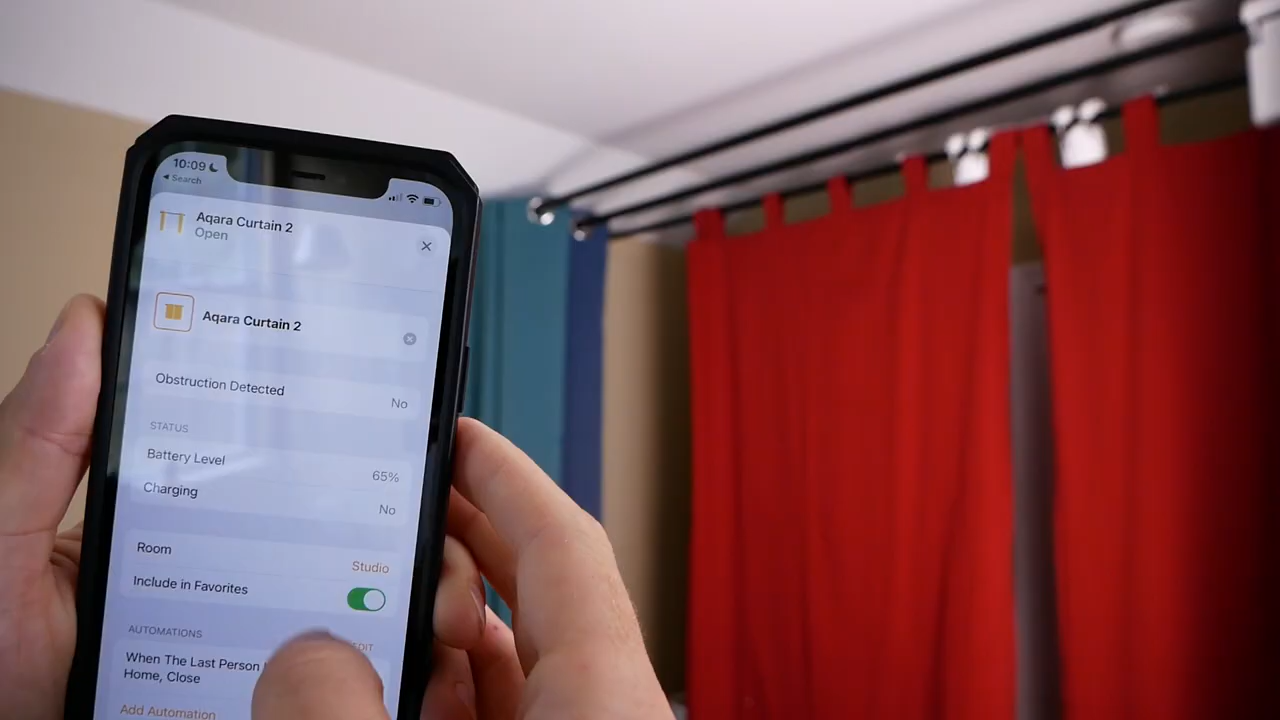 10:09
Search
Aqara Curtain 2
Open
Aqara Curtain 2
Obstruction Detected
No
STATUS
Battery Level
65%
Charging
No
Room
Studio
Include in Favorites
AUTOMATIONS
EDIT
When The Last Person
Home, Close
Add Automation